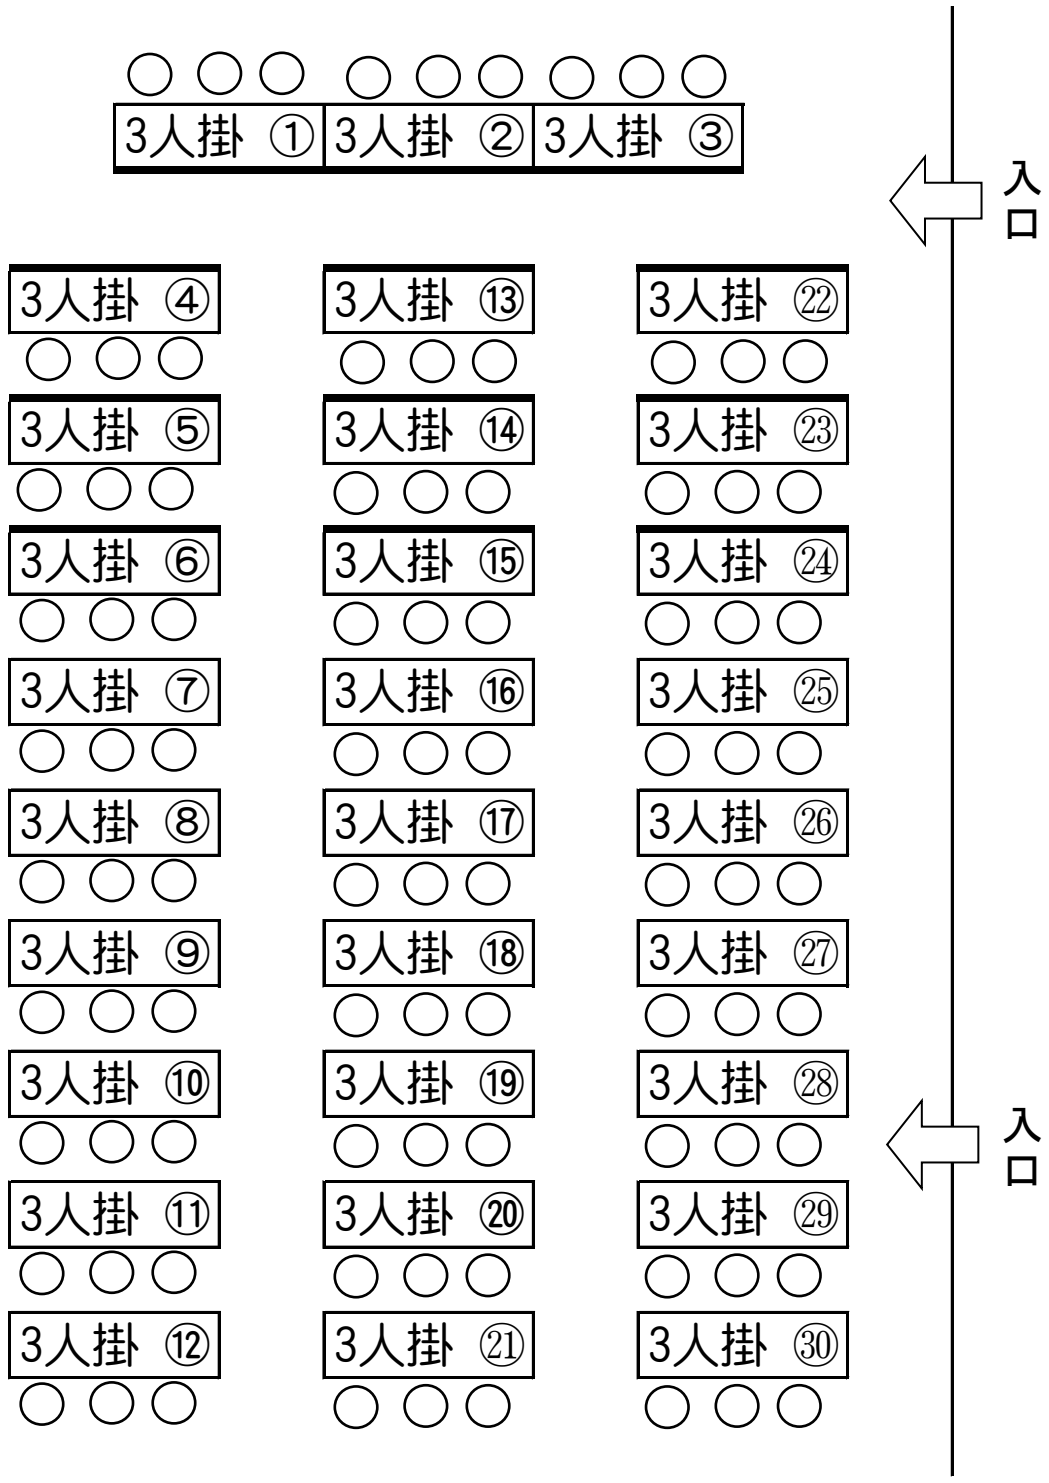 3人掛 ① 3人掛 ② 3人掛 ③
入口
3人掛 ④ 3人掛 ⑬ 3人掛 ㉒
3人掛 ⑤ 3人掛 ⑭ 3人掛 ㉓
3人掛 ⑥ 3人掛 ⑮ 3人掛 ㉔
3人掛 ⑦ 3人掛 ⑯ 3人掛 ㉕
3人掛 ⑧ 3人掛 ⑰ 3人掛 ㉖
3人掛 ⑨ 3人掛 ⑱ 3人掛 ㉗
3人掛 ⑩ 3人掛 ⑲ 3人掛 ㉘
入口
3人掛 ⑪ 3人掛 ⑳ 3人掛 ㉙
3人掛 ⑫ 3人掛 ㉑ 3人掛 ㉚